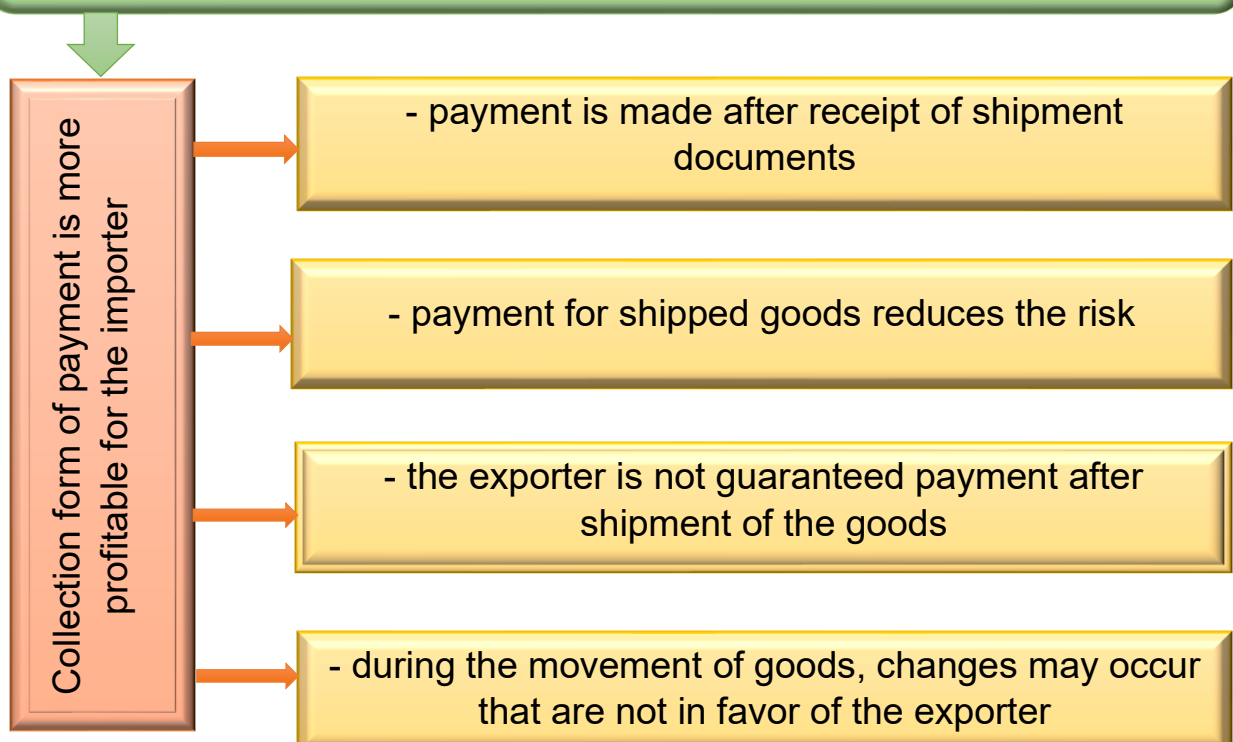 Collection form of payment is more
profitable for the importer
- payment is made after receipt of shipment
documents
- payment for shipped goods reduces the risk
- the exporter is not guaranteed payment after
shipment of the goods
- during the movement of goods, changes may occur
that are not in favor of the exporter